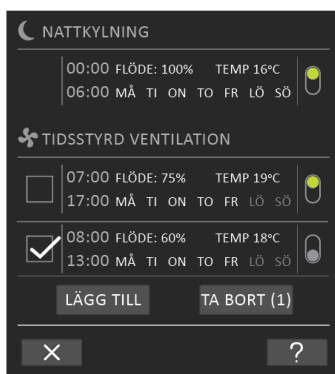 NATTKYLNING
00:00 FLÖDE: 100% TEMP 16°C
06:00 MÅ TI ON TO FR LÖ SÖ
TIDSSTYRD VENTILATION
07:00 FLÖDE: 75% TEMP 19°C
17:00 MÅ TI ON TO FR LÖ SÖ
08:00 FLÖDE: 60% TEMP 18°C
13:00 MÅ TI ON TO FR LÖ SÖ
LÄGG TILL TA BORT (1)
?